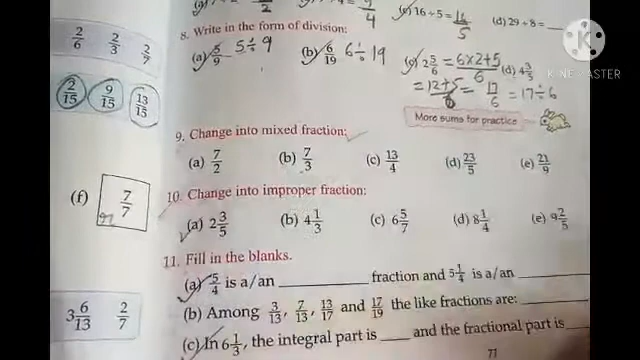 (c) 16 ÷ 5 = 16/5
(d) 29 ÷ 8 =
8. Write in the form of division:
(a) 5/9 5 ÷ 9
(b) 6/19 6 ÷ 19
(c) 2 5/6 = 6×2+5/6
(d) 4 3/5
= 12+5/6 = 17/6 = 17 ÷ 6
KINEMASTER
More sums for practice
2/6 2/3 2/7
2/15 9/15 13/15
9. Change into mixed fraction:
(a) 7/2 (b) 7/3 (c) 13/4 (d) 23/5 (e) 21/9
(f) 7/7
10. Change into improper fraction:
(a) 2 3/5 (b) 4 1/3 (c) 6 5/7 (d) 8 1/4 (e) 9 2/5
11. Fill in the blanks.
(a) 5/4 is a/an ________ fraction and 5 1/4 is a/an ________
(b) Among 3/13, 7/13, 13/17 and 17/19 the like fractions are: ________
3 6/13 2/7
(c) In 6 1/3, the integral part is ____ and the fractional part is ____
77